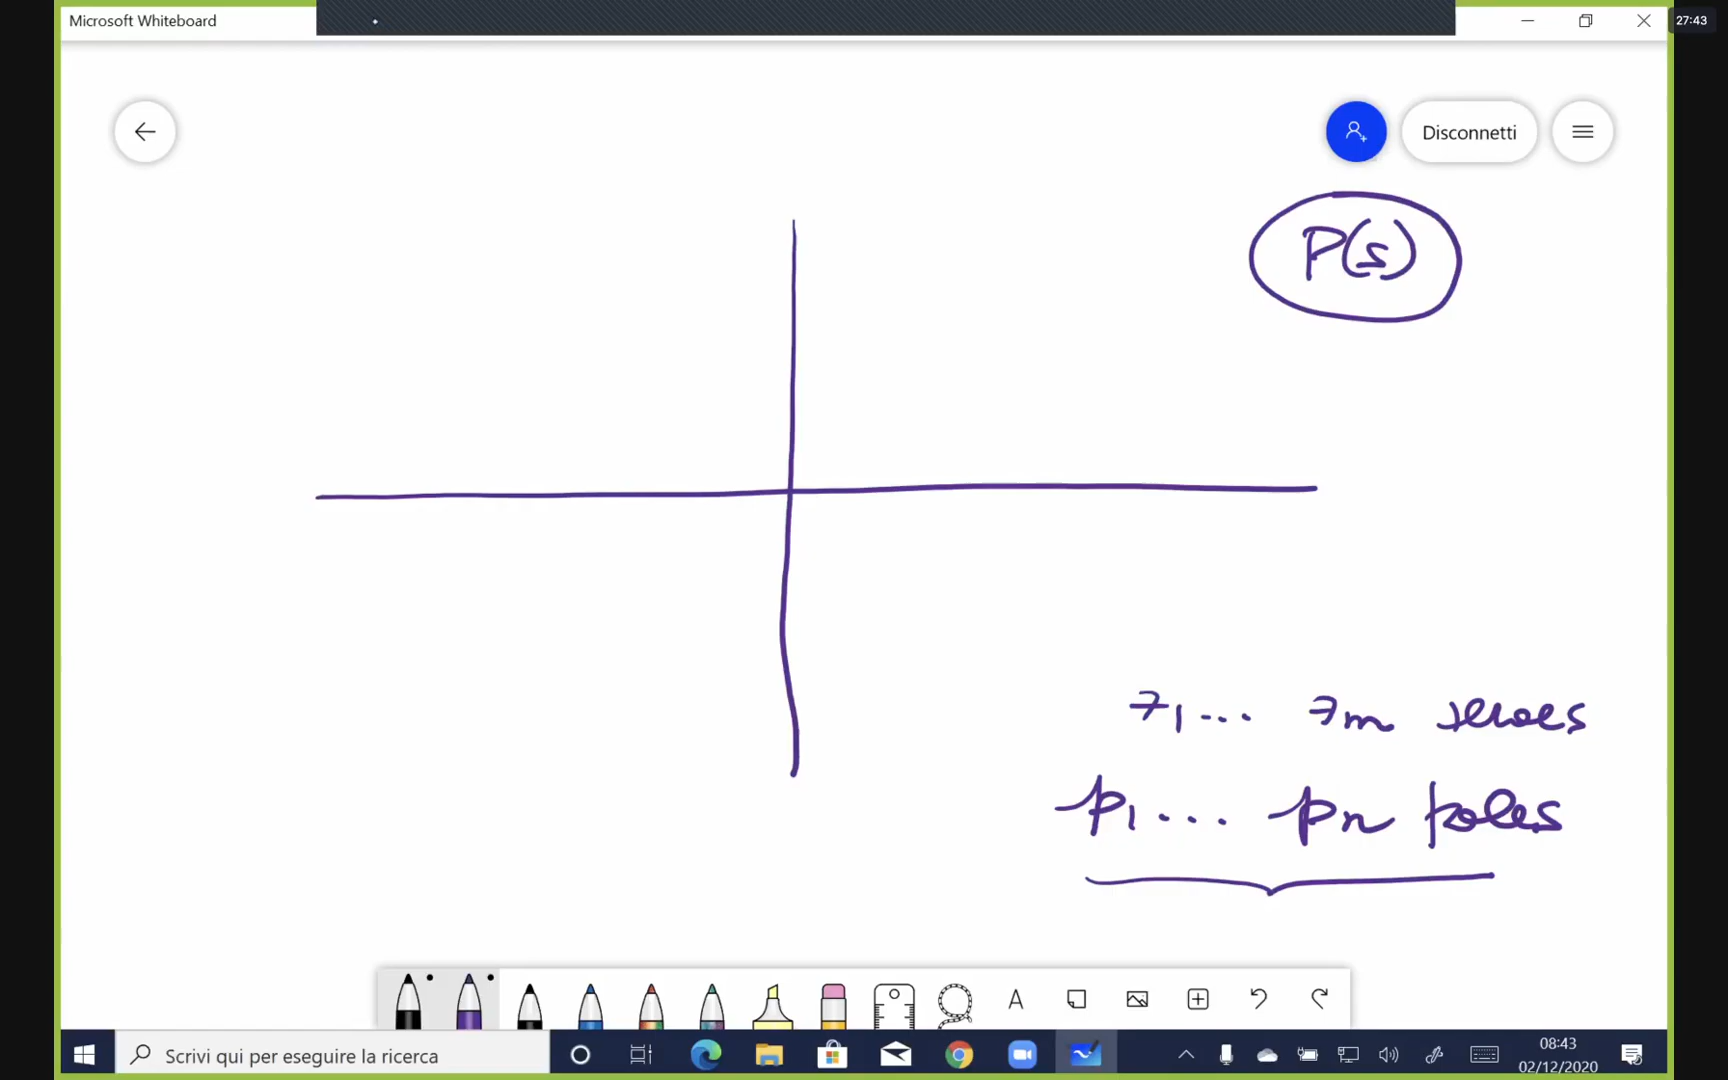 Microsoft Whiteboard
27:43
Disconnetti
P(s)
z1... zm zeroes
p1... pn poles
A
Scrivi qui per eseguire la ricerca
08:43
02/12/2020